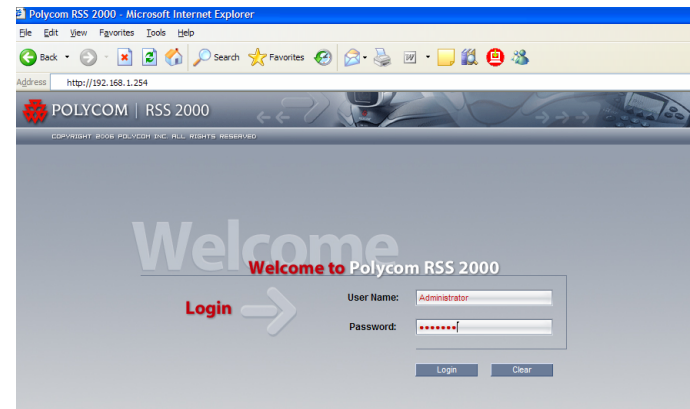 Polycom RSS 2000 - Microsoft Internet Explorer
File Edit View Favorites Tools Help
Back Search Favorites
Address http://192.168.1.254
POLYCOM | RSS 2000
COPYRIGHT 2006 POLYCOM INC. ALL RIGHTS RESERVED
Welcome
Welcome to Polycom RSS 2000
Login
User Name: Administrator
Password: •••••••
Login Clear